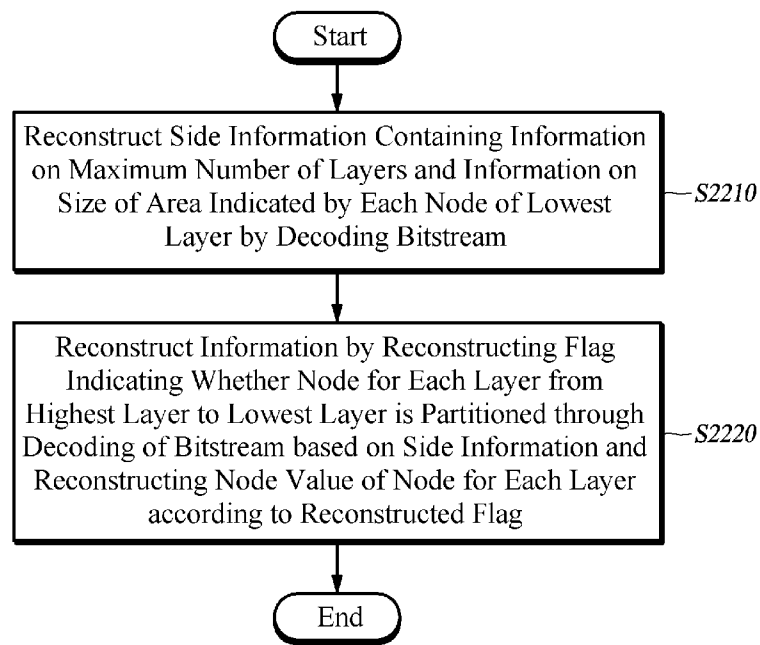 Start
Reconstruct Side Information Containing Information
on Maximum Number of Layers and Information on
Size of Area Indicated by Each Node of Lowest
Layer by Decoding Bitstream
S2210
Reconstruct Information by Reconstructing Flag
Indicating Whether Node for Each Layer from
Highest Layer to Lowest Layer is Partitioned through
Decoding of Bitstream based on Side Information and
Reconstructing Node Value of Node for Each Layer
according to Reconstructed Flag
S2220
End